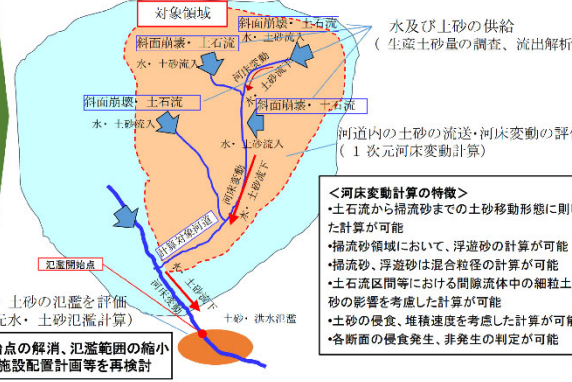 対象領域
斜面崩壊・土石流
水・土砂流入
斜面崩壊・土石流
水・土砂流入
水及び土砂の供給
( 生産土砂量の調査、流出解析
河床変動
水・土砂流下
斜面崩壊・土石流
水・土砂流入
斜面崩壊・土石流
水・土砂流入
河道内の土砂の流送・河床変動の評価
( 1 次元河床変動計算)
河床変動
水・土砂流下
計算対象河道
氾濫開始点
水・土砂流下
河床変動
土砂の氾濫を評価
元水・土砂氾濫計算)
土砂・洪水氾濫
始点の解消、氾濫範囲の縮小
施設配置計画等を再検討
<河床変動計算の特徴>
•土石流から掃流砂までの土砂移動形態に則し
た計算が可能
•掃流砂領域において、浮遊砂の計算が可能
•掃流砂、浮遊砂は混合粒径の計算が可能
•土石流区間等における間隙流体中の細粒土
砂の影響を考慮した計算が可能
•土砂の侵食、堆積速度を考慮した計算が可能
•各断面の侵食発生、非発生の判定が可能